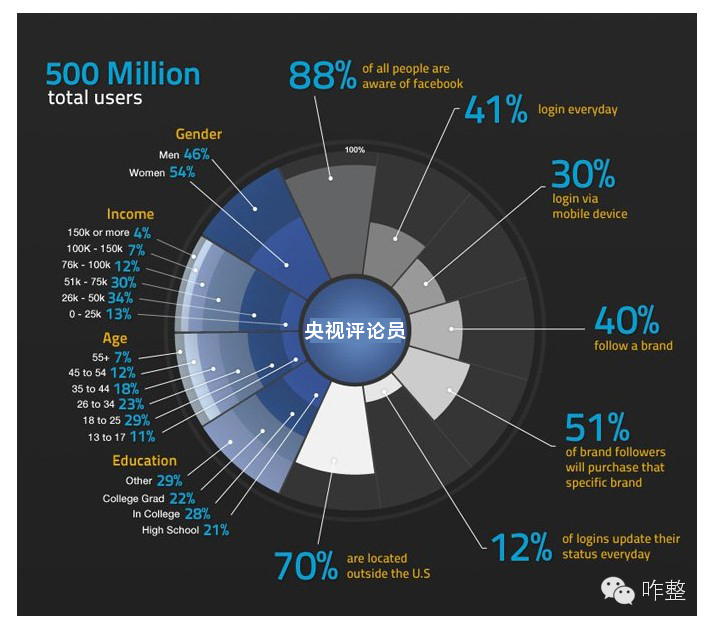 500 Million
total users
88% of all people are
aware of facebook
41% login everyday
30%
login via
mobile device
40%
follow a brand
51%
of brand followers
will purchase that
specific brand
12% of logins update their
status everyday
70% are located
outside the U.S
Gender
Men 46%
Women 54%
Income
150k or more 4%
100K - 150k 7%
76k - 100k 12%
51k - 75k 30%
26k - 50k 34%
0 - 25k 13%
Age
55+ 7%
45 to 54 12%
35 to 44 18%
26 to 34 23%
18 to 25 29%
13 to 17 11%
Education
Other 29%
College Grad 22%
In College 28%
High School 21%
100%
央视评论员
咋整